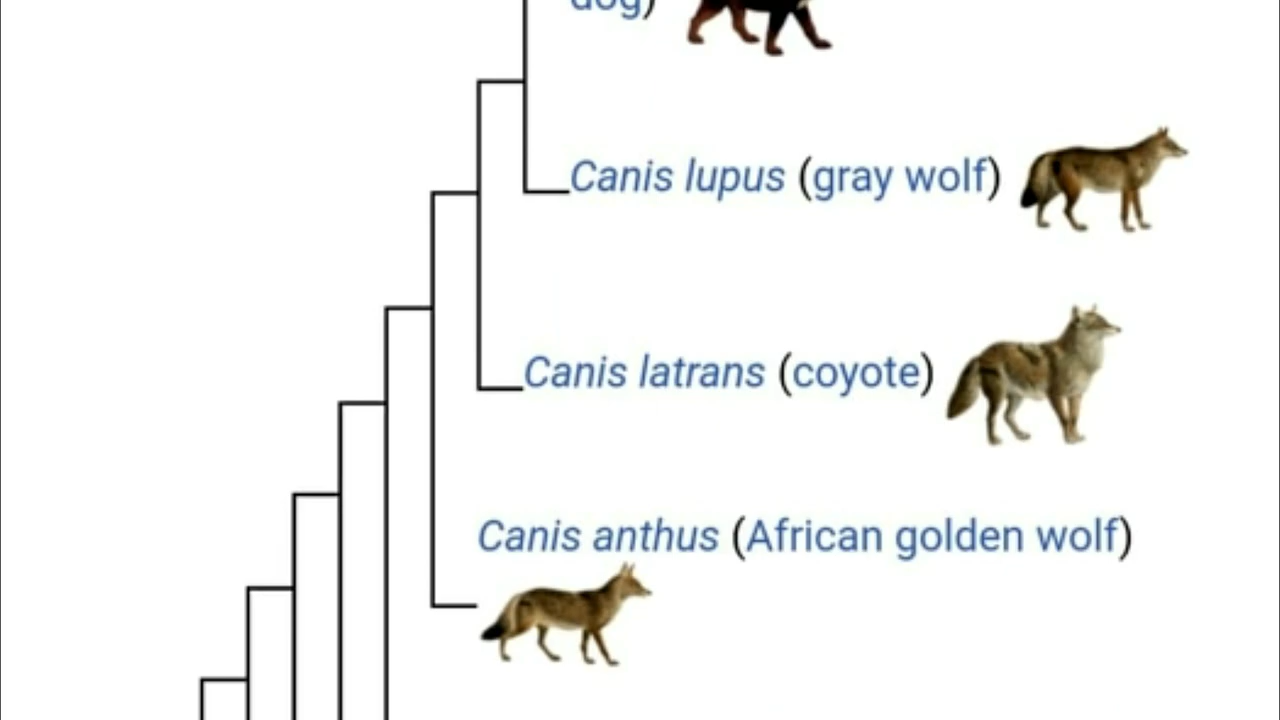 dog)
Canis lupus (gray wolf)
Canis latrans (coyote)
Canis anthus (African golden wolf)